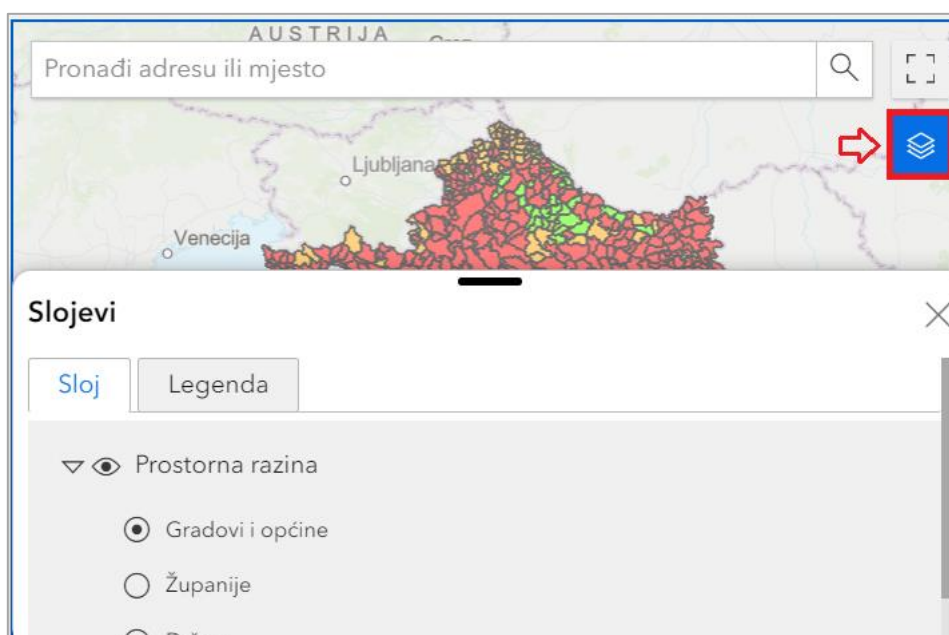 AUSTRIJA
Pronađi adresu ili mjesto
Ljubljana
Venecija
Slojevi
Sloj
Legenda
Prostorna razina
Gradovi i općine
Županije